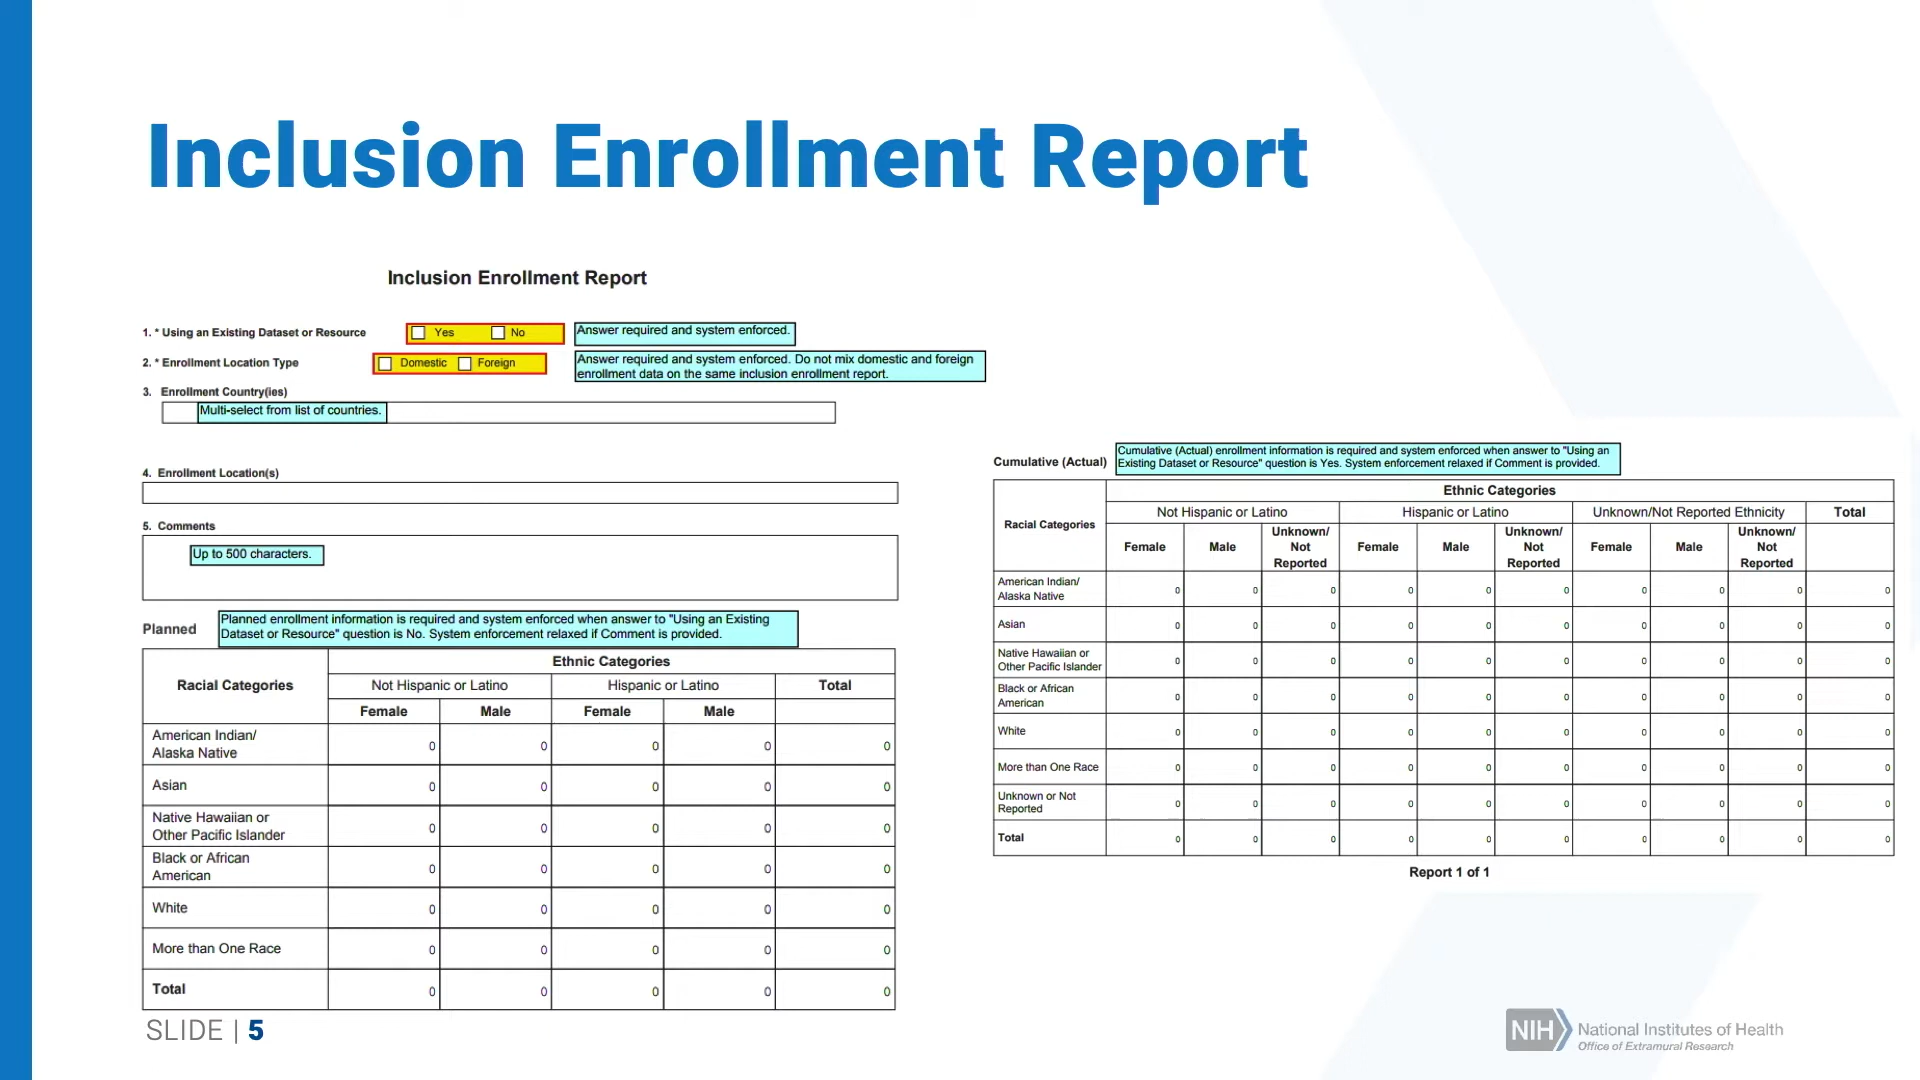 Inclusion Enrollment Report
Inclusion Enrollment Report
1. * Using an Existing Dataset or Resource Yes No Answer required and system enforced.
2. * Enrollment Location Type Domestic Foreign Answer required and system enforced. Do not mix domestic and foreign
enrollment data on the same inclusion enrollment report.
3. Enrollment Country(ies)
Multi-select from list of countries.
4. Enrollment Location(s)
5. Comments
Up to 500 characters.
Planned Planned enrollment information is required and system enforced when answer to "Using an Existing
Dataset or Resource" question is No. System enforcement relaxed if Comment is provided.
Racial Categories Ethnic Categories
Not Hispanic or Latino Hispanic or Latino Total
Female Male Female Male
American Indian/
Alaska Native 0 0 0 0 0
Asian 0 0 0 0 0
Native Hawaiian or
Other Pacific Islander 0 0 0 0 0
Black or African
American 0 0 0 0 0
White 0 0 0 0 0
More than One Race 0 0 0 0 0
Total 0 0 0 0 0
Cumulative (Actual) Cumulative (Actual) enrollment information is required and system enforced when answer to "Using an
Existing Dataset or Resource" question is Yes. System enforcement relaxed if Comment is provided.
Racial Categories Ethnic Categories
Not Hispanic or Latino Hispanic or Latino Unknown/Not Reported Ethnicity Total
Female Male Unknown/
Not
Reported Female Male Unknown/
Not
Reported Female Male Unknown/
Not
Reported
American Indian/
Alaska Native 0 0 0 0 0 0 0 0 0 0
Asian 0 0 0 0 0 0 0 0 0 0
Native Hawaiian or
Other Pacific Islander 0 0 0 0 0 0 0 0 0 0
Black or African
American 0 0 0 0 0 0 0 0 0 0
White 0 0 0 0 0 0 0 0 0 0
More than One Race 0 0 0 0 0 0 0 0 0 0
Unknown or Not
Reported 0 0 0 0 0 0 0 0 0 0
Total 0 0 0 0 0 0 0 0 0 0
Report 1 of 1
SLIDE | 5
NIH National Institutes of Health
Office of Extramural Research